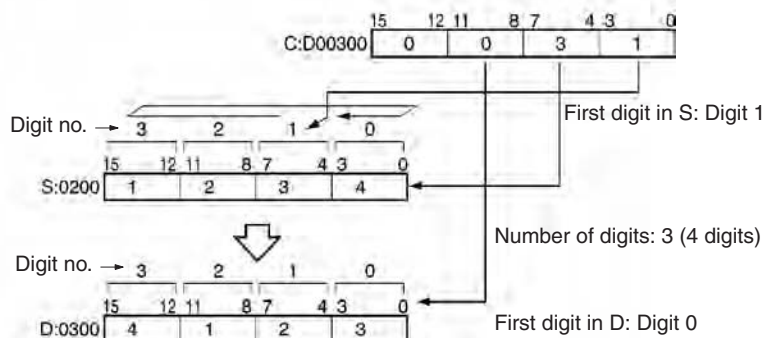 15 12 11 8 7 4 3 0
C:D00300 0 0 3 1
First digit in S: Digit 1
Digit no. 3 2 1 0
15 12 11 8 7 4 3 0
S:0200 1 2 3 4
Number of digits: 3 (4 digits)
Digit no. 3 2 1 0
15 12 11 8 7 4 3 0
First digit in D: Digit 0
D:0300 4 1 2 3